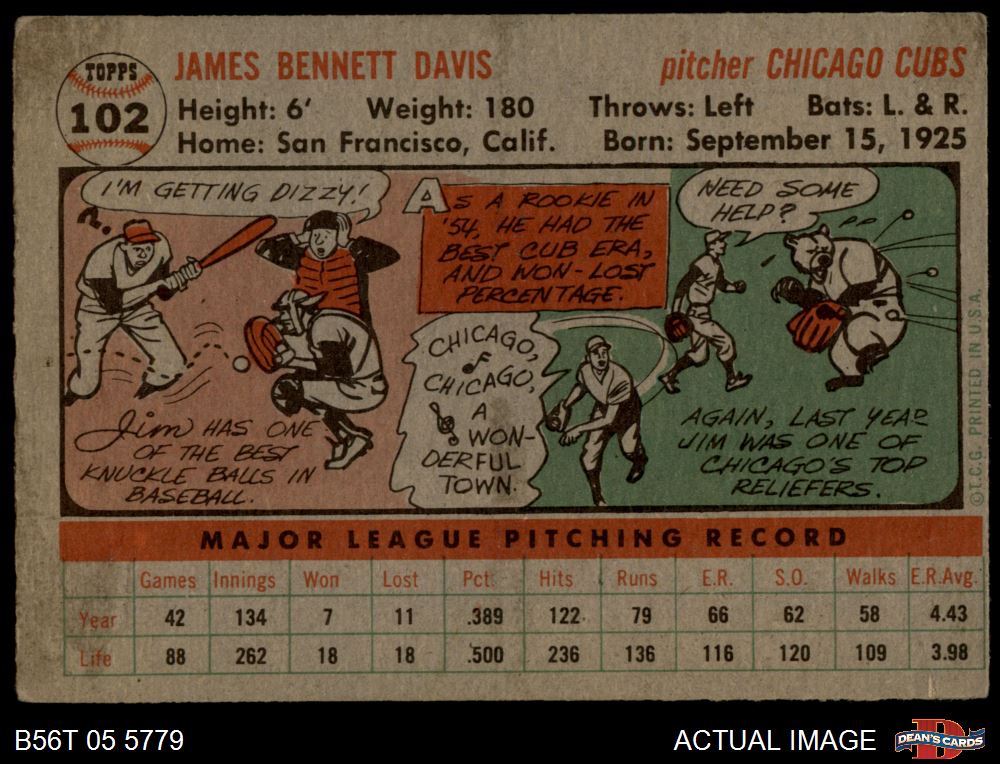 TOPPS
102
JAMES BENNETT DAVIS
pitcher CHICAGO CUBS
Height: 6' Weight: 180 Throws: Left Bats: L. & R.
Home: San Francisco, Calif. Born: September 15, 1925
I'M GETTING DIZZY!
?
Jim HAS ONE
OF THE BEST
KNUCKLE BALLS IN
BASEBALL.
AS A ROOKIE IN
'54, HE HAD THE
BEST CUB ERA,
AND WON-LOST
PERCENTAGE.
CHICAGO,
CHICAGO,
A
WON-
DERFUL
TOWN.
NEED SOME
HELP?
AGAIN, LAST YEAR
JIM WAS ONE OF
CHICAGO'S TOP
RELIEFERS.
©T.C.G. PRINTED IN U.S.A.
MAJOR LEAGUE PITCHING RECORD
Games Innings Won Lost Pct. Hits Runs E.R. S.O. Walks E.R.Avg.
Year 42 134 7 11 .389 122 79 66 62 58 4.43
Life 88 262 18 18 .500 236 136 116 120 109 3.98
B56T 05 5779
ACTUAL IMAGE
D
DEAN'S CARDS